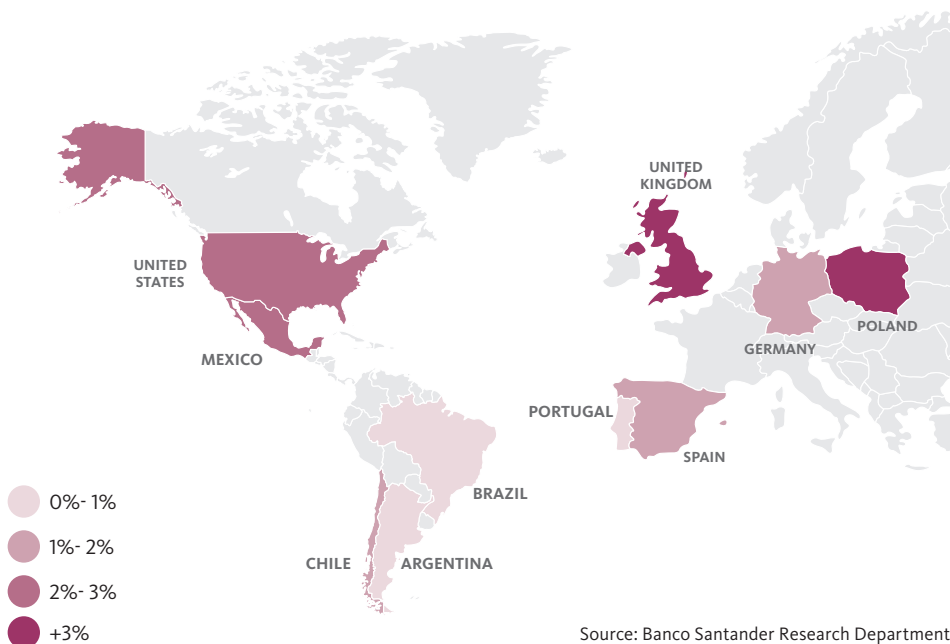 UNITED
KINGDOM
UNITED
STATES
POLAND
GERMANY
MEXICO
PORTUGAL
SPAIN
BRAZIL
CHILE
ARGENTINA
0%- 1%
1%- 2%
2%- 3%
+3%
Source: Banco Santander Research Department